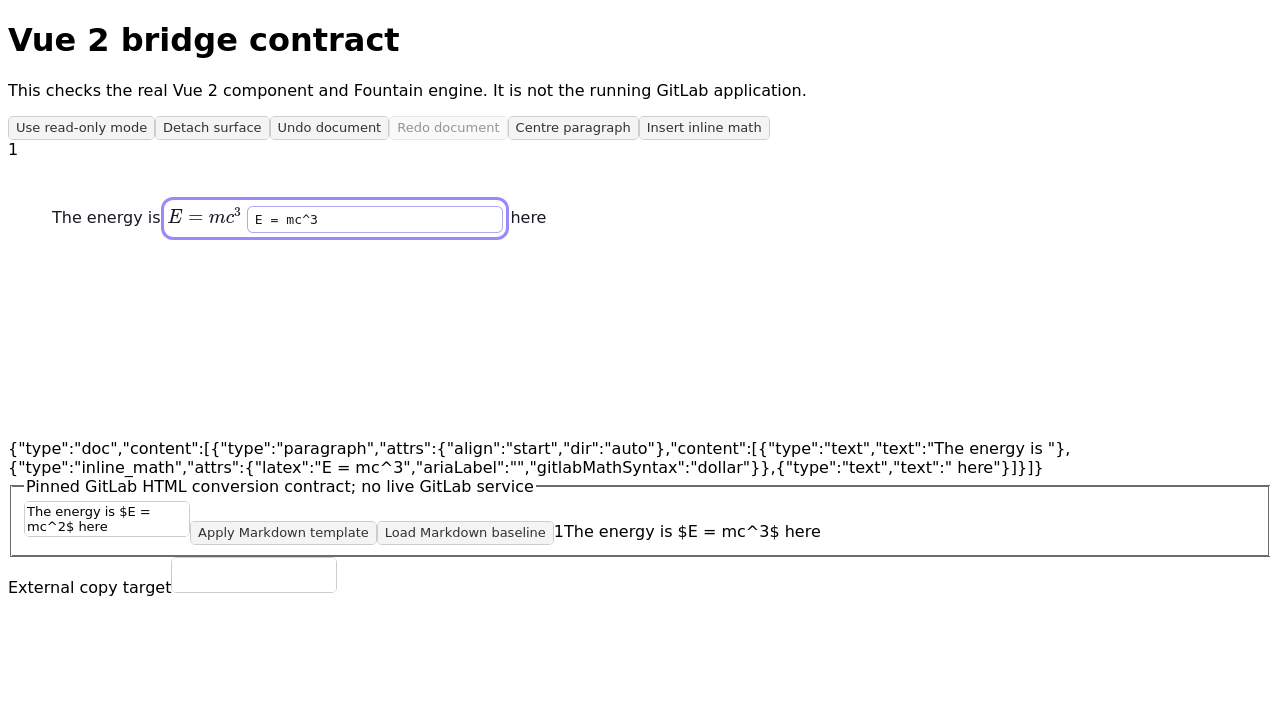 Vue 2 bridge contract
This checks the real Vue 2 component and Fountain engine. It is not the running GitLab application.
Use read-only mode Detach surface Undo document Redo document Centre paragraph Insert inline math
1
The energy is E = mc³ E = mc^3 here
{"type":"doc","content":[{"type":"paragraph","attrs":{"align":"start","dir":"auto"},"content":[{"type":"text","text":"The energy is "},
{"type":"inline_math","attrs":{"latex":"E = mc^3","ariaLabel":"","gitlabMathSyntax":"dollar"}},{"type":"text","text":" here"}]}]}
Pinned GitLab HTML conversion contract; no live GitLab service
The energy is $E =
mc^2$ here
Apply Markdown template Load Markdown baseline 1The energy is $E = mc^3$ here
External copy target